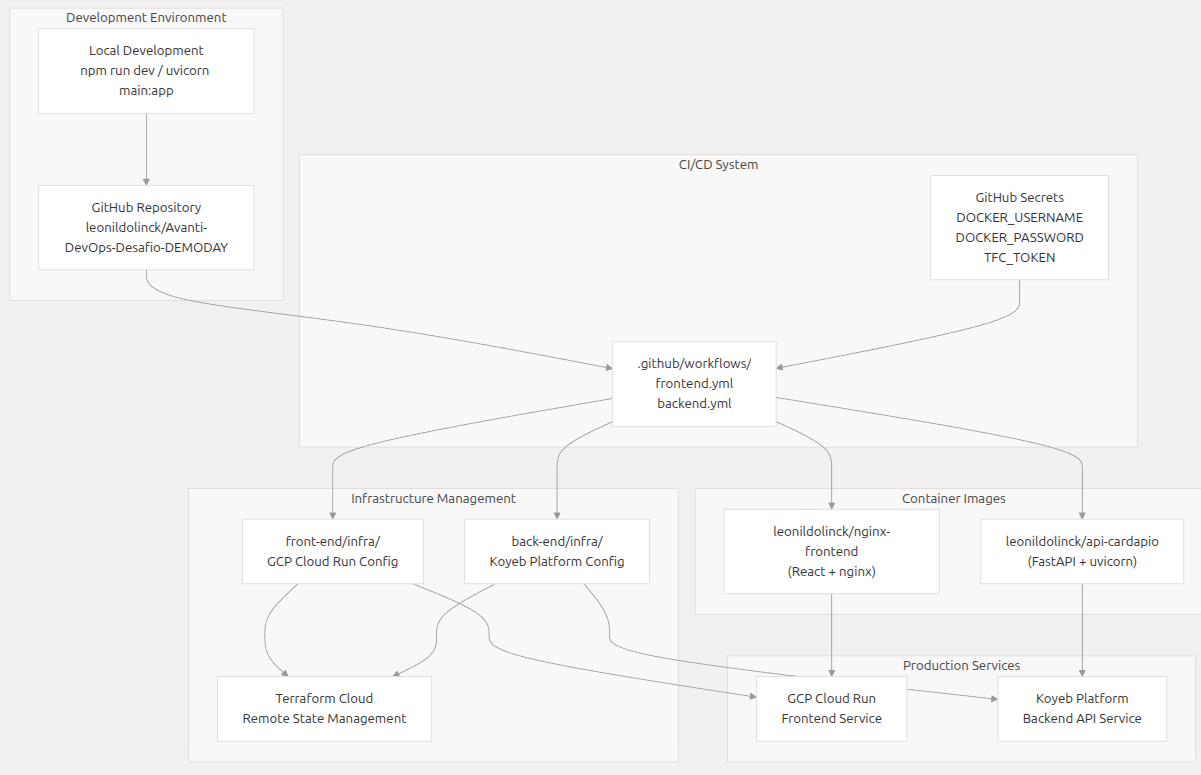 Development Environment
Local Development
npm run dev / uvicorn
main:app
GitHub Repository
leonildolinck/Avanti-
DevOps-Desafio-DEMODAY
CI/CD System
GitHub Secrets
DOCKER_USERNAME
DOCKER_PASSWORD
TFC_TOKEN
.github/workflows/
frontend.yml
backend.yml
Infrastructure Management
front-end/infra/
GCP Cloud Run Config
back-end/infra/
Koyeb Platform Config
Terraform Cloud
Remote State Management
Container Images
leonildolinck/nginx-
frontend
(React + nginx)
leonildolinck/api-cardapio
(FastAPI + uvicorn)
Production Services
GCP Cloud Run
Frontend Service
Koyeb Platform
Backend API Service